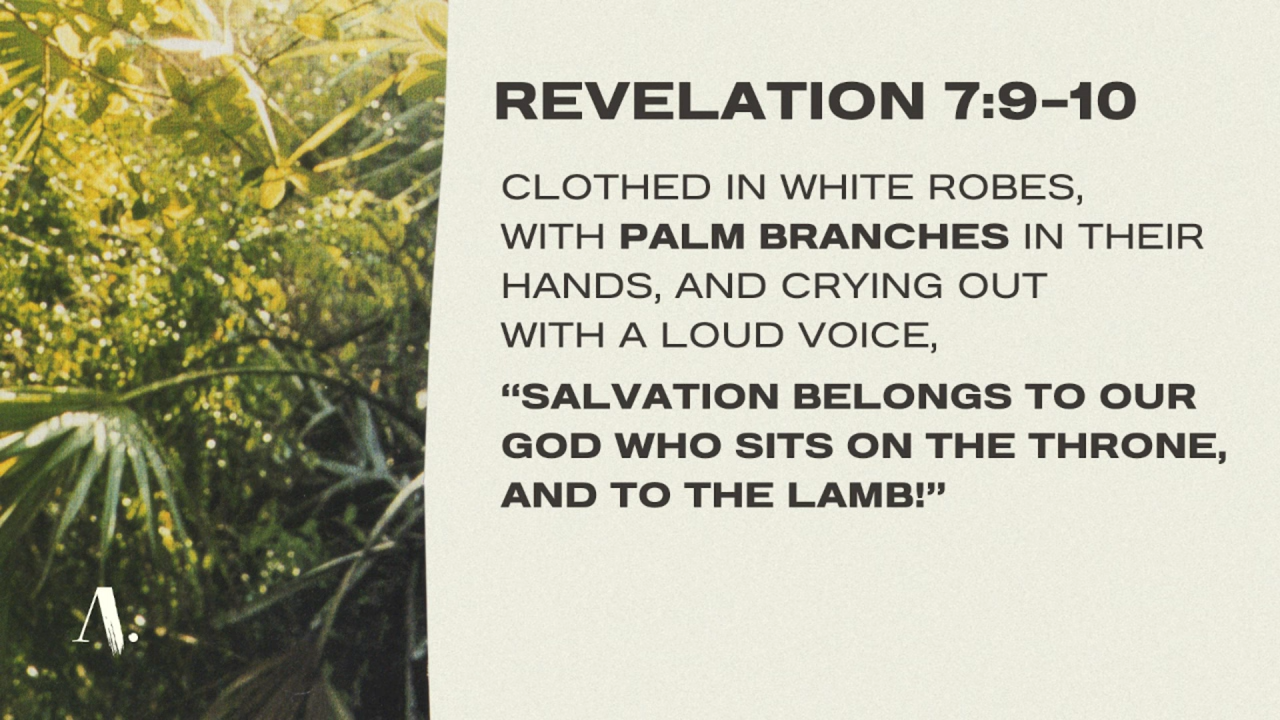 REVELATION 7:9–10
CLOTHED IN WHITE ROBES,
WITH PALM BRANCHES IN THEIR
HANDS, AND CRYING OUT
WITH A LOUD VOICE,
“SALVATION BELONGS TO OUR
GOD WHO SITS ON THE THRONE,
AND TO THE LAMB!”
A.